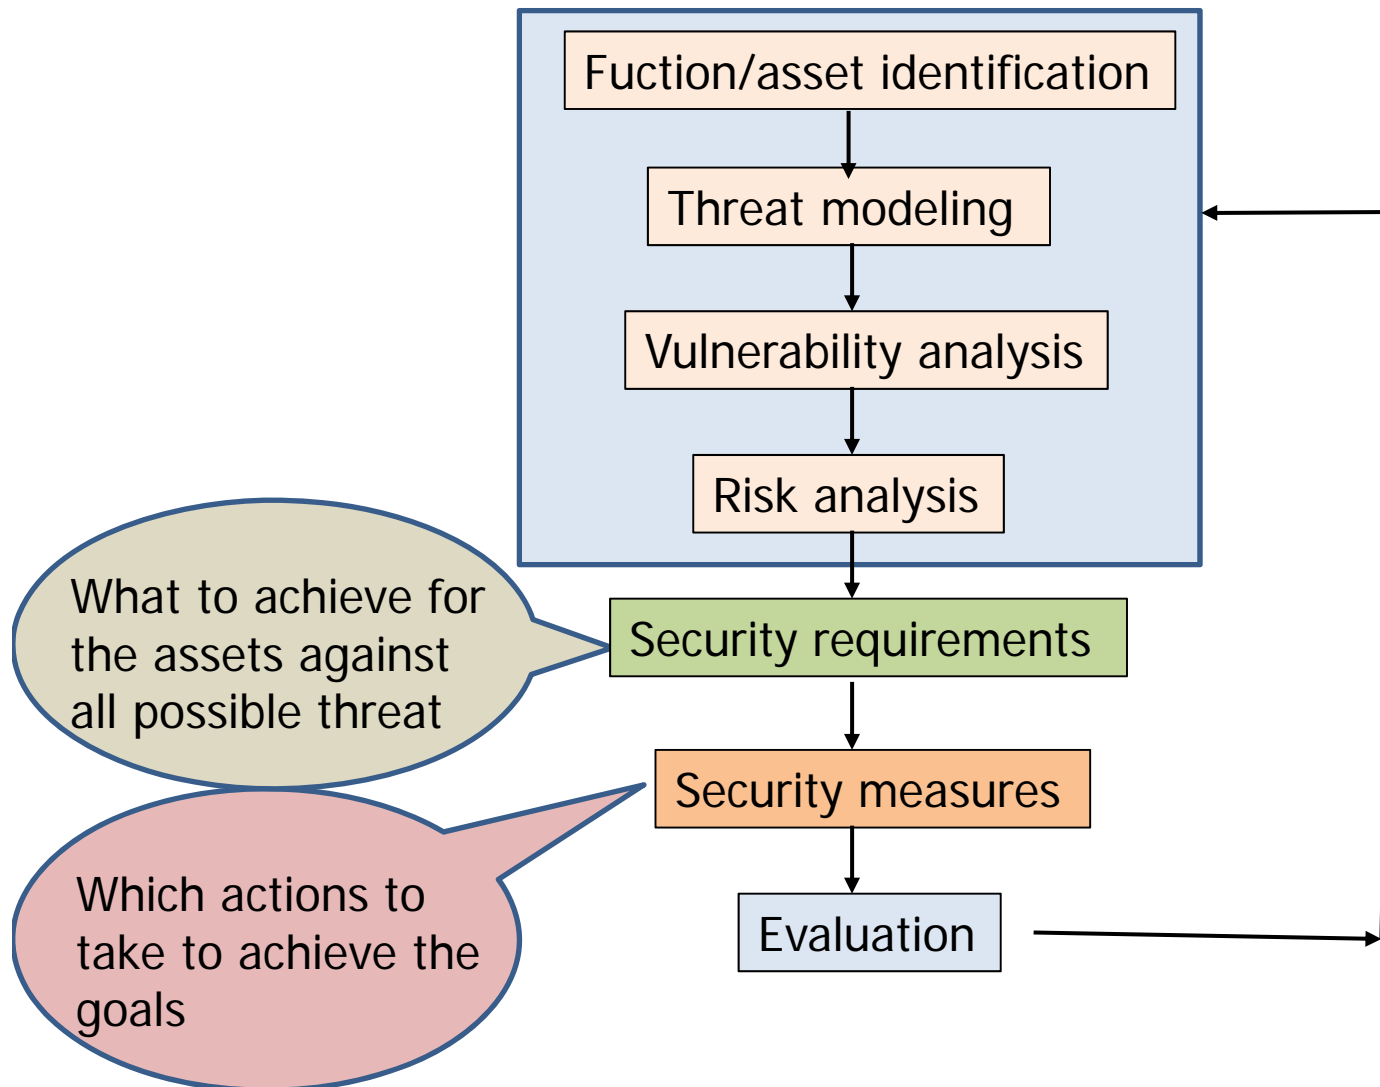 Fuction/asset identification
Threat modeling
Vulnerability analysis
Risk analysis
What to achieve for
the assets against
all possible threat
Security requirements
Security measures
Which actions to
take to achieve the
goals
Evaluation